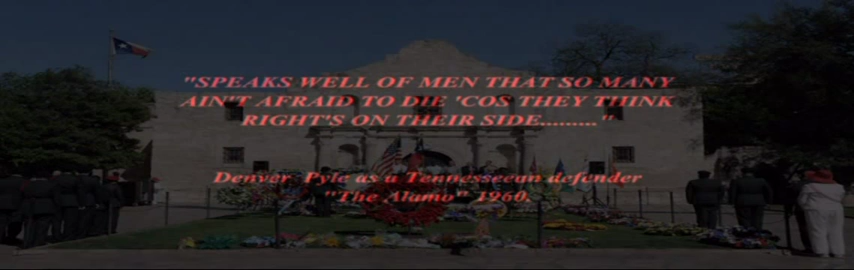 "SPEAKS WELL OF MEN THAT SO MANY
AIN'T AFRAID TO DIE 'COS THEY THINK
RIGHT'S ON THEIR SIDE........."
Denver Pyle as a Tennesseean defender
"The Alamo" 1960.